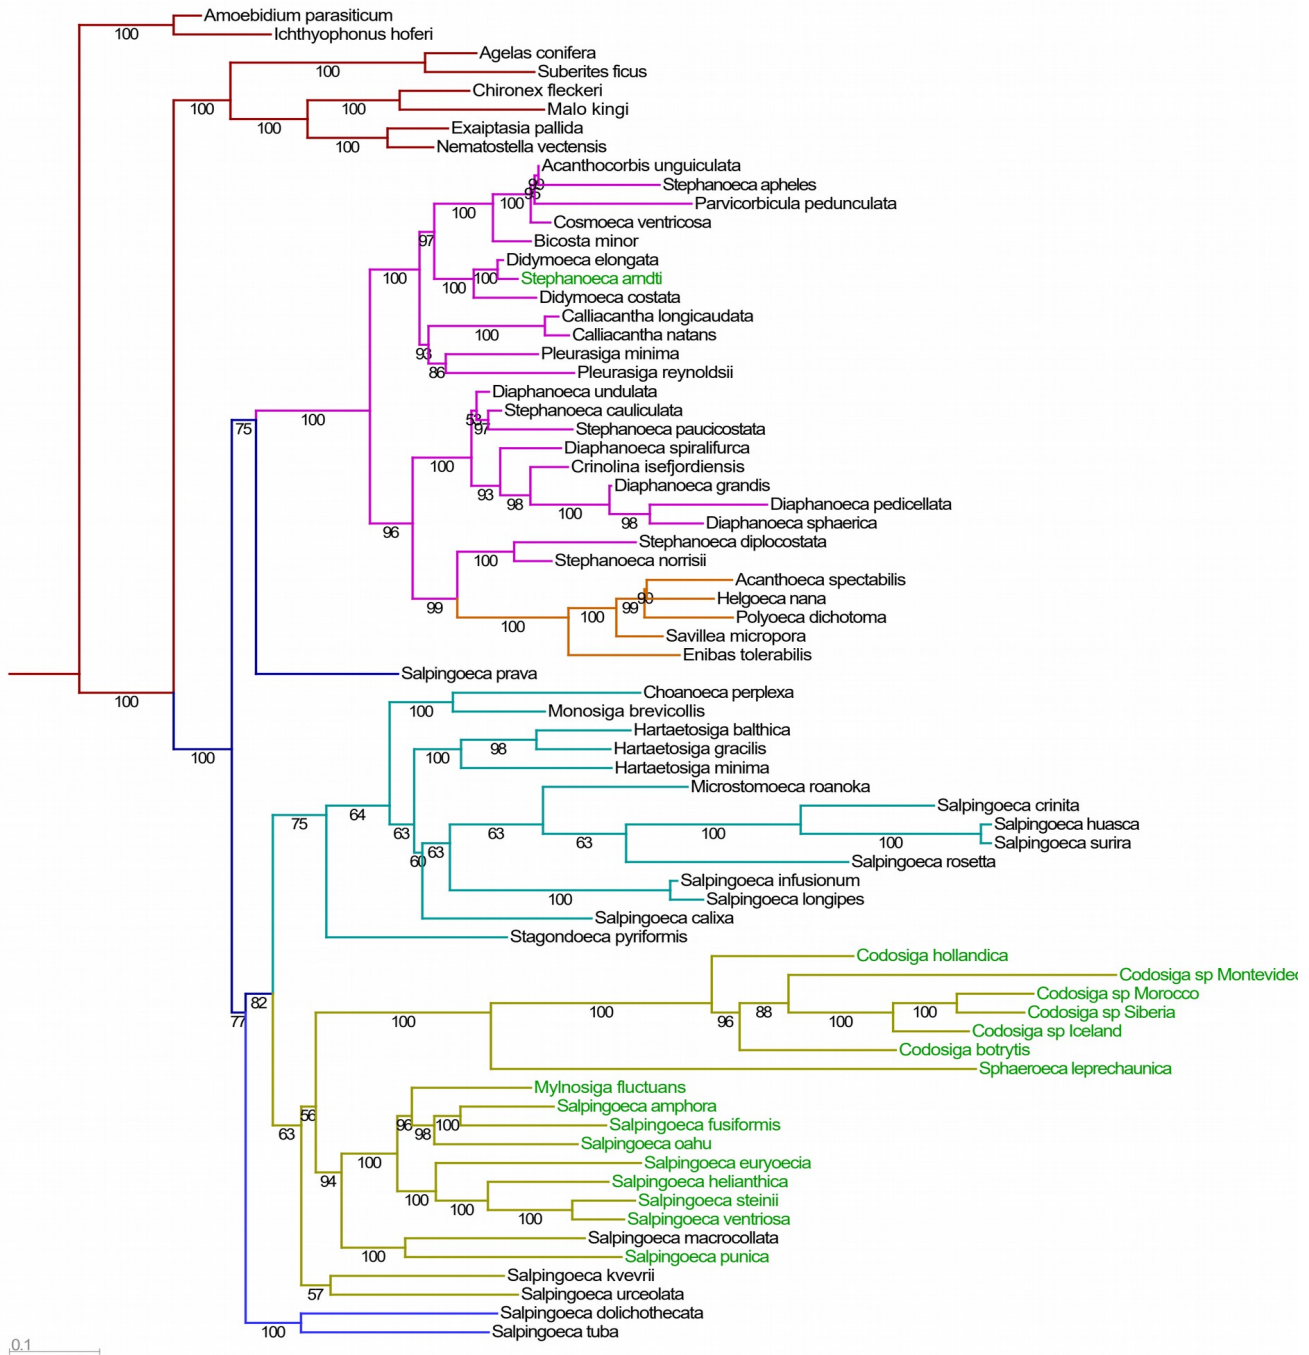 Amoebidium parasiticum
100
Ichthyophonus hoferi
Agelas conifera
100
Suberites ficus
Chironex fleckeri
100
100
Malo kingi
100
Exaiptasia pallida
100
Nematostella vectensis
Acanthocorbis unguiculata
Stephanoeca apheles
95
100
Parvicorbicula pedunculata
100
Cosmoeca ventricosa
97
Bicosta minor
Didymoeca elongata
100
100
Stephanoeca arndti
100
Didymoeca costata
Calliacantha longicaudata
100
Calliacantha natans
93
Pleurasiga minima
86
Pleurasiga reynoldsii
Diaphanoeca undulata
Stephanoeca cauliculata
53
100
75
97
Stephanoeca paucicostata
Diaphanoeca spiralifurca
100
Crinolina isefjordiensis
Diaphanoeca grandis
93
98
Diaphanoeca pedicellata
100
98
Diaphanoeca sphaerica
96
Stephanoeca diplocostata
100
Stephanoeca norrisii
Acanthoeca spectabilis
Helgoeca nana
99
99
100
Polyoeca dichotoma
100
Savillea micropora
Enibas tolerabilis
Salpingoeca prava
Choanoeca perplexa
100
100
Monosiga brevicollis
Hartaetosiga balthica
98
Hartaetosiga gracilis
100
100
Hartaetosiga minima
Microstomoeca roanoka
Salpingoeca crinita
64
75
Salpingoeca huasca
63
63
100
63
100
Salpingoeca surira
63
60
Salpingoeca rosetta
Salpingoeca infusionum
100
Salpingoeca longipes
Salpingoeca calixa
Stagondoeca pyriformis
Codosiga hollandica
Codosiga sp Montevideo
Codosiga sp Morocco
82
88
100
Codosiga sp Siberia
77
100
100
96
100
Codosiga sp Iceland
Codosiga botrytis
Sphaeroeca leprechaunica
Mylnosiga fluctuans
Salpingoeca amphora
56
96
100
Salpingoeca fusiformis
63
98
Salpingoeca oahu
100
Salpingoeca euryoecia
94
Salpingoeca helianthica
100
Salpingoeca steinii
100
100
Salpingoeca ventriosa
Salpingoeca macrocollata
100
Salpingoeca punica
Salpingoeca kvevrii
57
Salpingoeca urceolata
Salpingoeca dolichothecata
100
Salpingoeca tuba
0.1